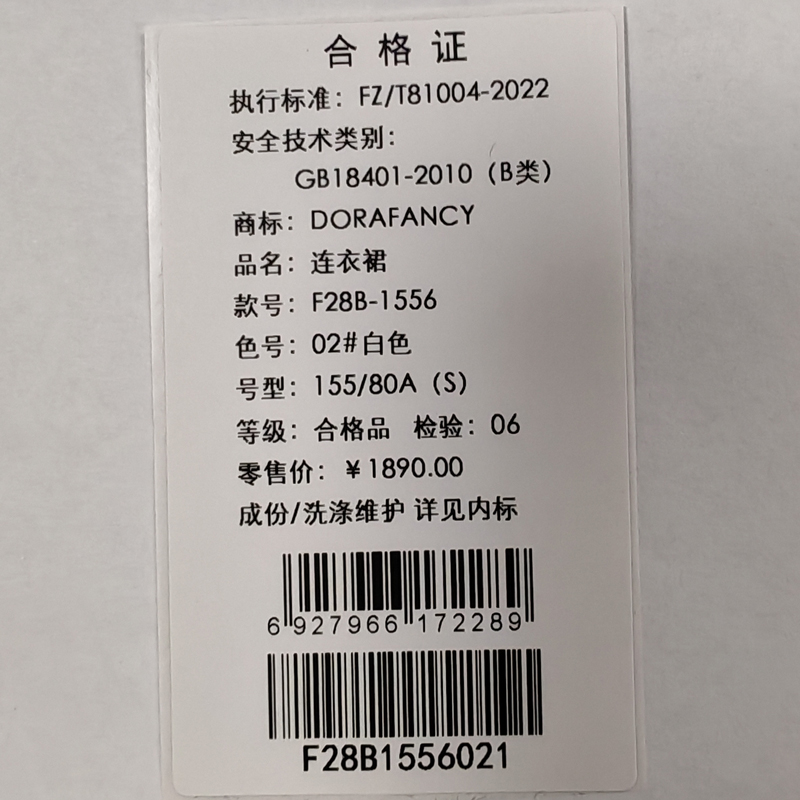 合格证
执行标准：FZ/T81004-2022
安全技术类别：
GB18401-2010（B类）
商标：DORAFANCY
品名：连衣裙
款号：F28B-1556
色号：02#白色
号型：155/80A（S）
等级：合格品 检验：06
零售价：￥1890.00
成份/洗涤维护 详见内标
6 927966 172289
F28B1556021